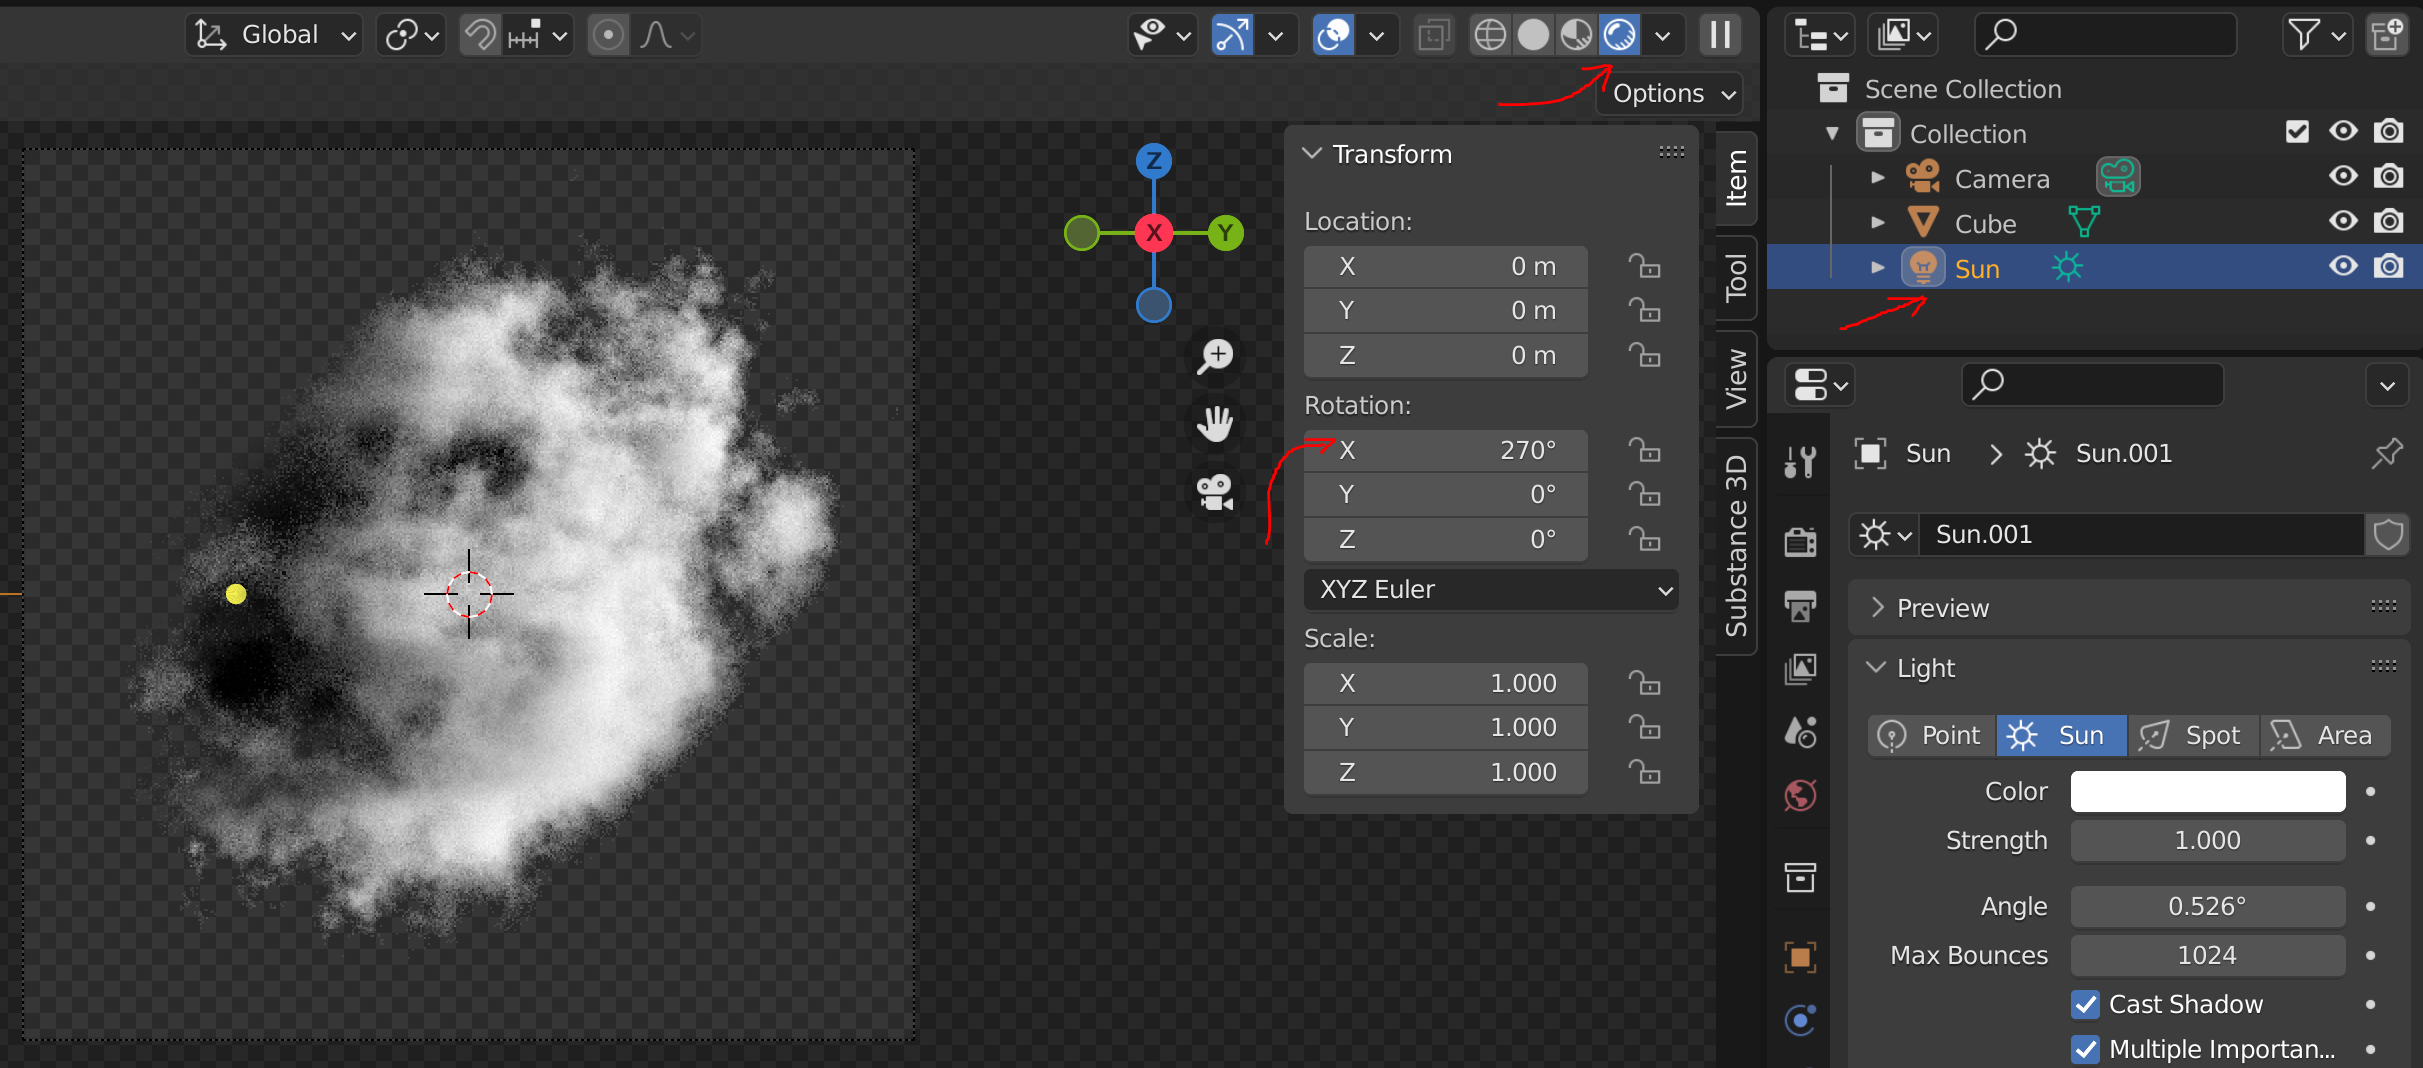 Global
Options
Scene Collection
Collection
Camera
Cube
Sun
Z
X
Y
Transform
Location:
X 0 m
Y 0 m
Z 0 m
Rotation:
X 270°
Y 0°
Z 0°
XYZ Euler
Scale:
X 1.000
Y 1.000
Z 1.000
Item
Tool
View
Substance 3D
Sun
Sun.001
Sun.001
Preview
Light
Point Sun Spot Area
Color
Strength 1.000
Angle 0.526°
Max Bounces 1024
Cast Shadow
Multiple Importan...